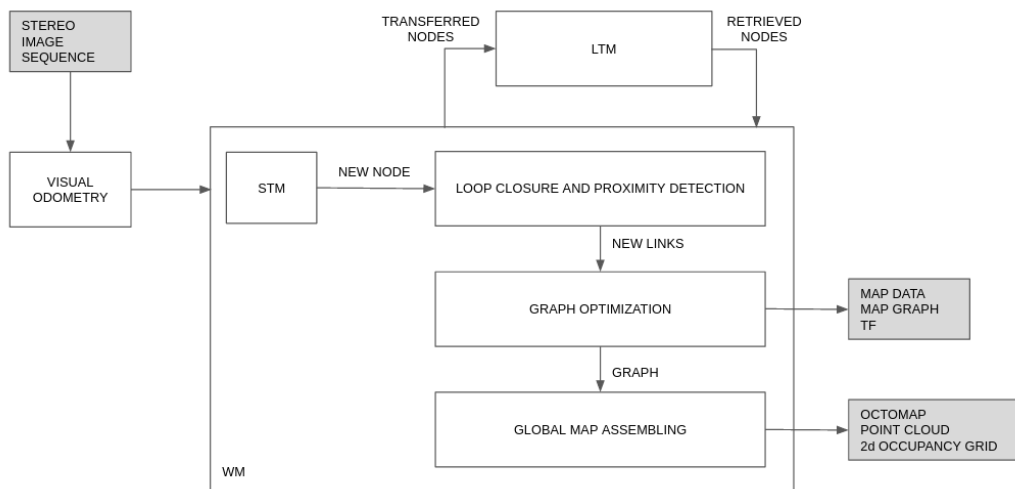 STEREO
IMAGE
SEQUENCE
TRANSFERRED
NODES
LTM
RETRIEVED
NODES
VISUAL
ODOMETRY
STM
NEW NODE
LOOP CLOSURE AND PROXIMITY DETECTION
NEW LINKS
GRAPH OPTIMIZATION
MAP DATA
MAP GRAPH
TF
GRAPH
GLOBAL MAP ASSEMBLING
OCTOMAP
POINT CLOUD
2d OCCUPANCY GRID
WM